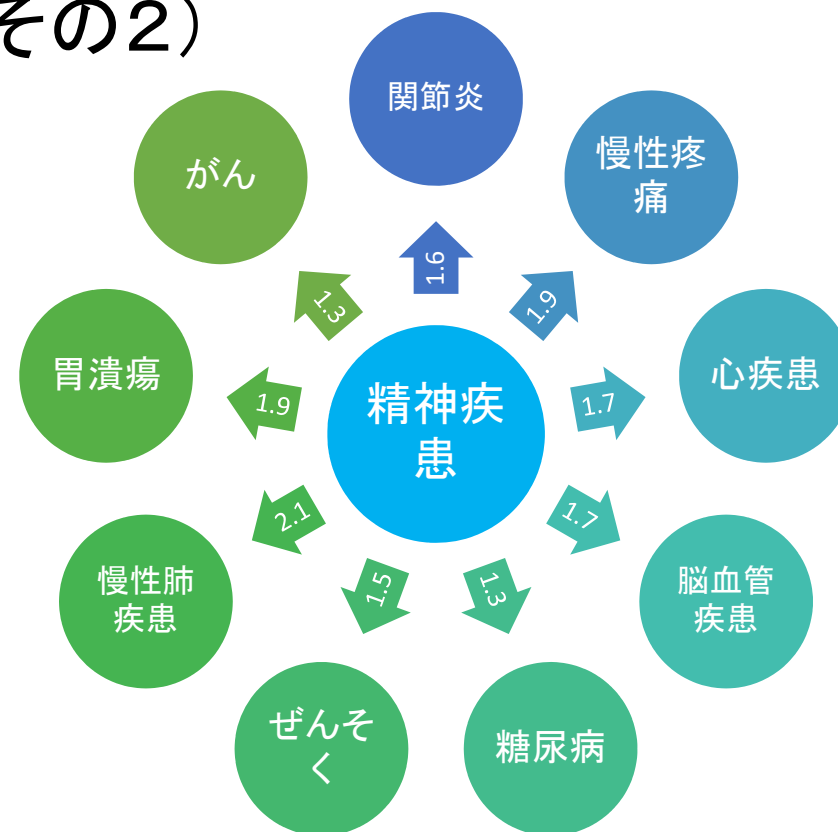 その２）
関節炎
慢性疼
痛
心疾患
脳血管
疾患
糖尿病
ぜんそ
く
慢性肺
疾患
胃潰瘍
がん
精神疾
患
1.6
1.9
1.7
1.7
1.3
1.5
2.1
1.9
1.3